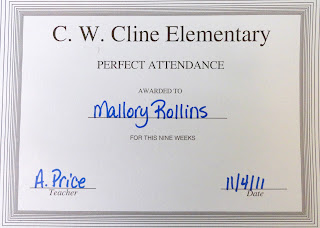 C. W. Cline Elementary
PERFECT ATTENDANCE
AWARDED TO
Mallory Rollins
FOR THIS NINE WEEKS
A. Price 11/4/11
Teacher Date